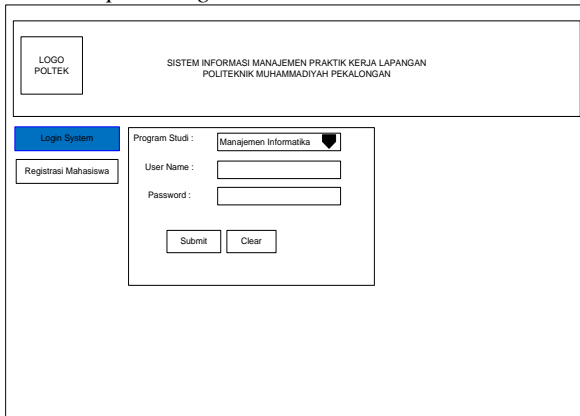 LOGO
POLTEK
SISTEM INFORMASI MANAJEMEN PRAKTIK KERJA LAPANGAN
POLITEKNIK MUHAMMADIYAH PEKALONGAN
Login System
Registrasi Mahasiswa
Program Studi :
Manajemen Informatika
User Name :
Password :
Submit
Clear